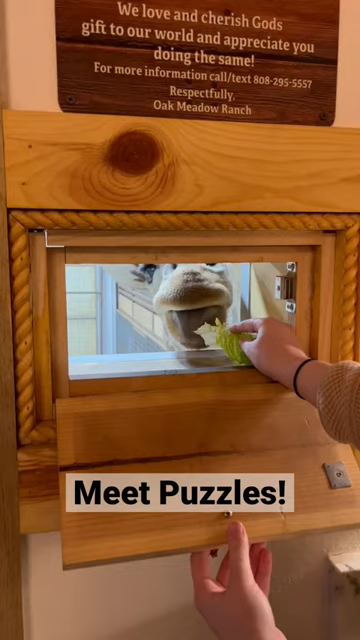 We love and cherish Gods
gift to our world and appreciate you
doing the same!
For more information call/text 808-295-5557
Respectfully,
Oak Meadow Ranch
Meet Puzzles!